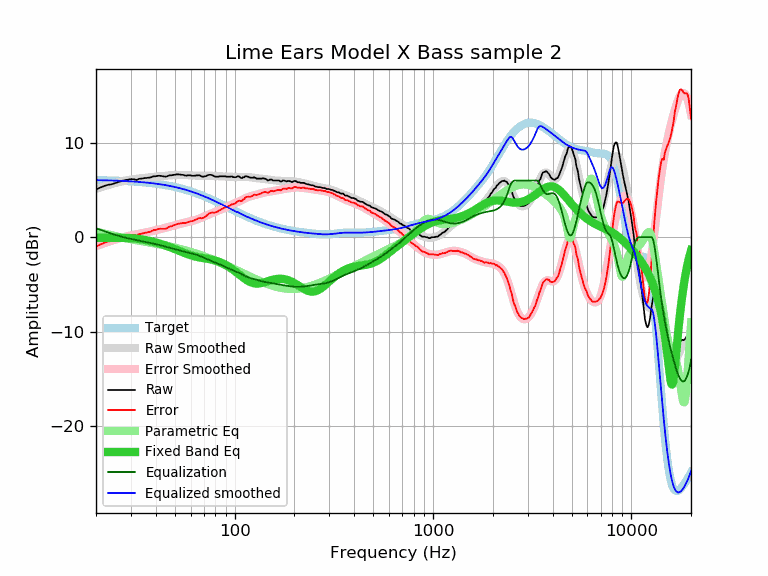 Lime Ears Model X Bass sample 2
Amplitude (dBr)
10
0
−10
−20
Target
Raw Smoothed
Error Smoothed
Raw
Error
Parametric Eq
Fixed Band Eq
Equalization
Equalized smoothed
100 1000 10000
Frequency (Hz)